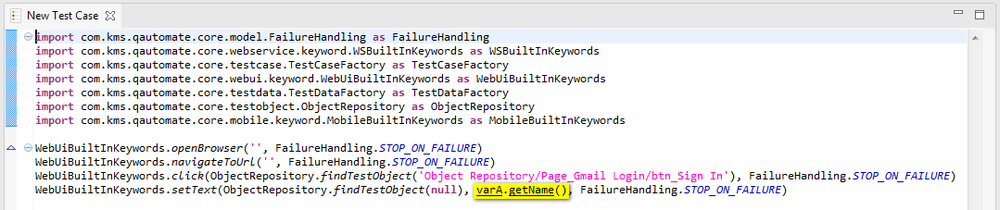 New Test Case
import com.kms.qautomate.core.model.FailureHandling as FailureHandling
import com.kms.qautomate.core.webservice.keyword.WSBuiltInKeywords as WSBuiltInKeywords
import com.kms.qautomate.core.testcase.TestCaseFactory as TestCaseFactory
import com.kms.qautomate.core.webui.keyword.WebUiBuiltInKeywords as WebUiBuiltInKeywords
import com.kms.qautomate.core.testdata.TestDataFactory as TestDataFactory
import com.kms.qautomate.core.testobject.ObjectRepository as ObjectRepository
import com.kms.qautomate.core.mobile.keyword.MobileBuiltInKeywords as MobileBuiltInKeywords
WebUiBuiltInKeywords.openBrowser('', FailureHandling.STOP_ON_FAILURE)
WebUiBuiltInKeywords.navigateToUrl('', FailureHandling.STOP_ON_FAILURE)
WebUiBuiltInKeywords.click(ObjectRepository.findTestObject('Object Repository/Page_Gmail Login/btn_Sign In'), FailureHandling.STOP_ON_FAILURE)
WebUiBuiltInKeywords.setText(ObjectRepository.findTestObject(null), varA.getName(), FailureHandling.STOP_ON_FAILURE)